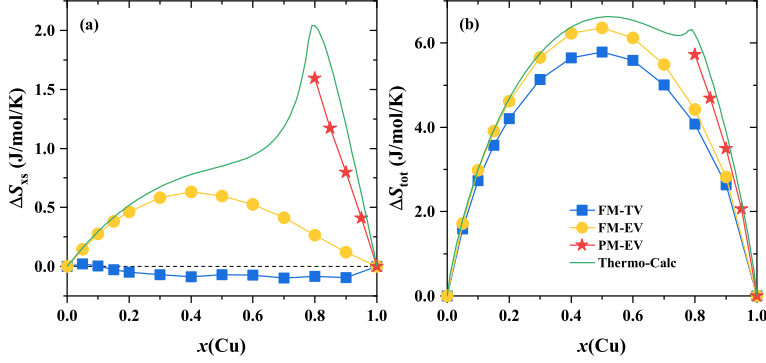 (a)
ΔS_xs (J/mol/K)
2.0
1.5
1.0
0.5
0.0
0.0 0.2 0.4 0.6 0.8 1.0
x(Cu)
(b)
ΔS_tot (J/mol/K)
6.0
4.0
2.0
0.0
FM-TV
FM-EV
PM-EV
Thermo-Calc
0.0 0.2 0.4 0.6 0.8 1.0
x(Cu)